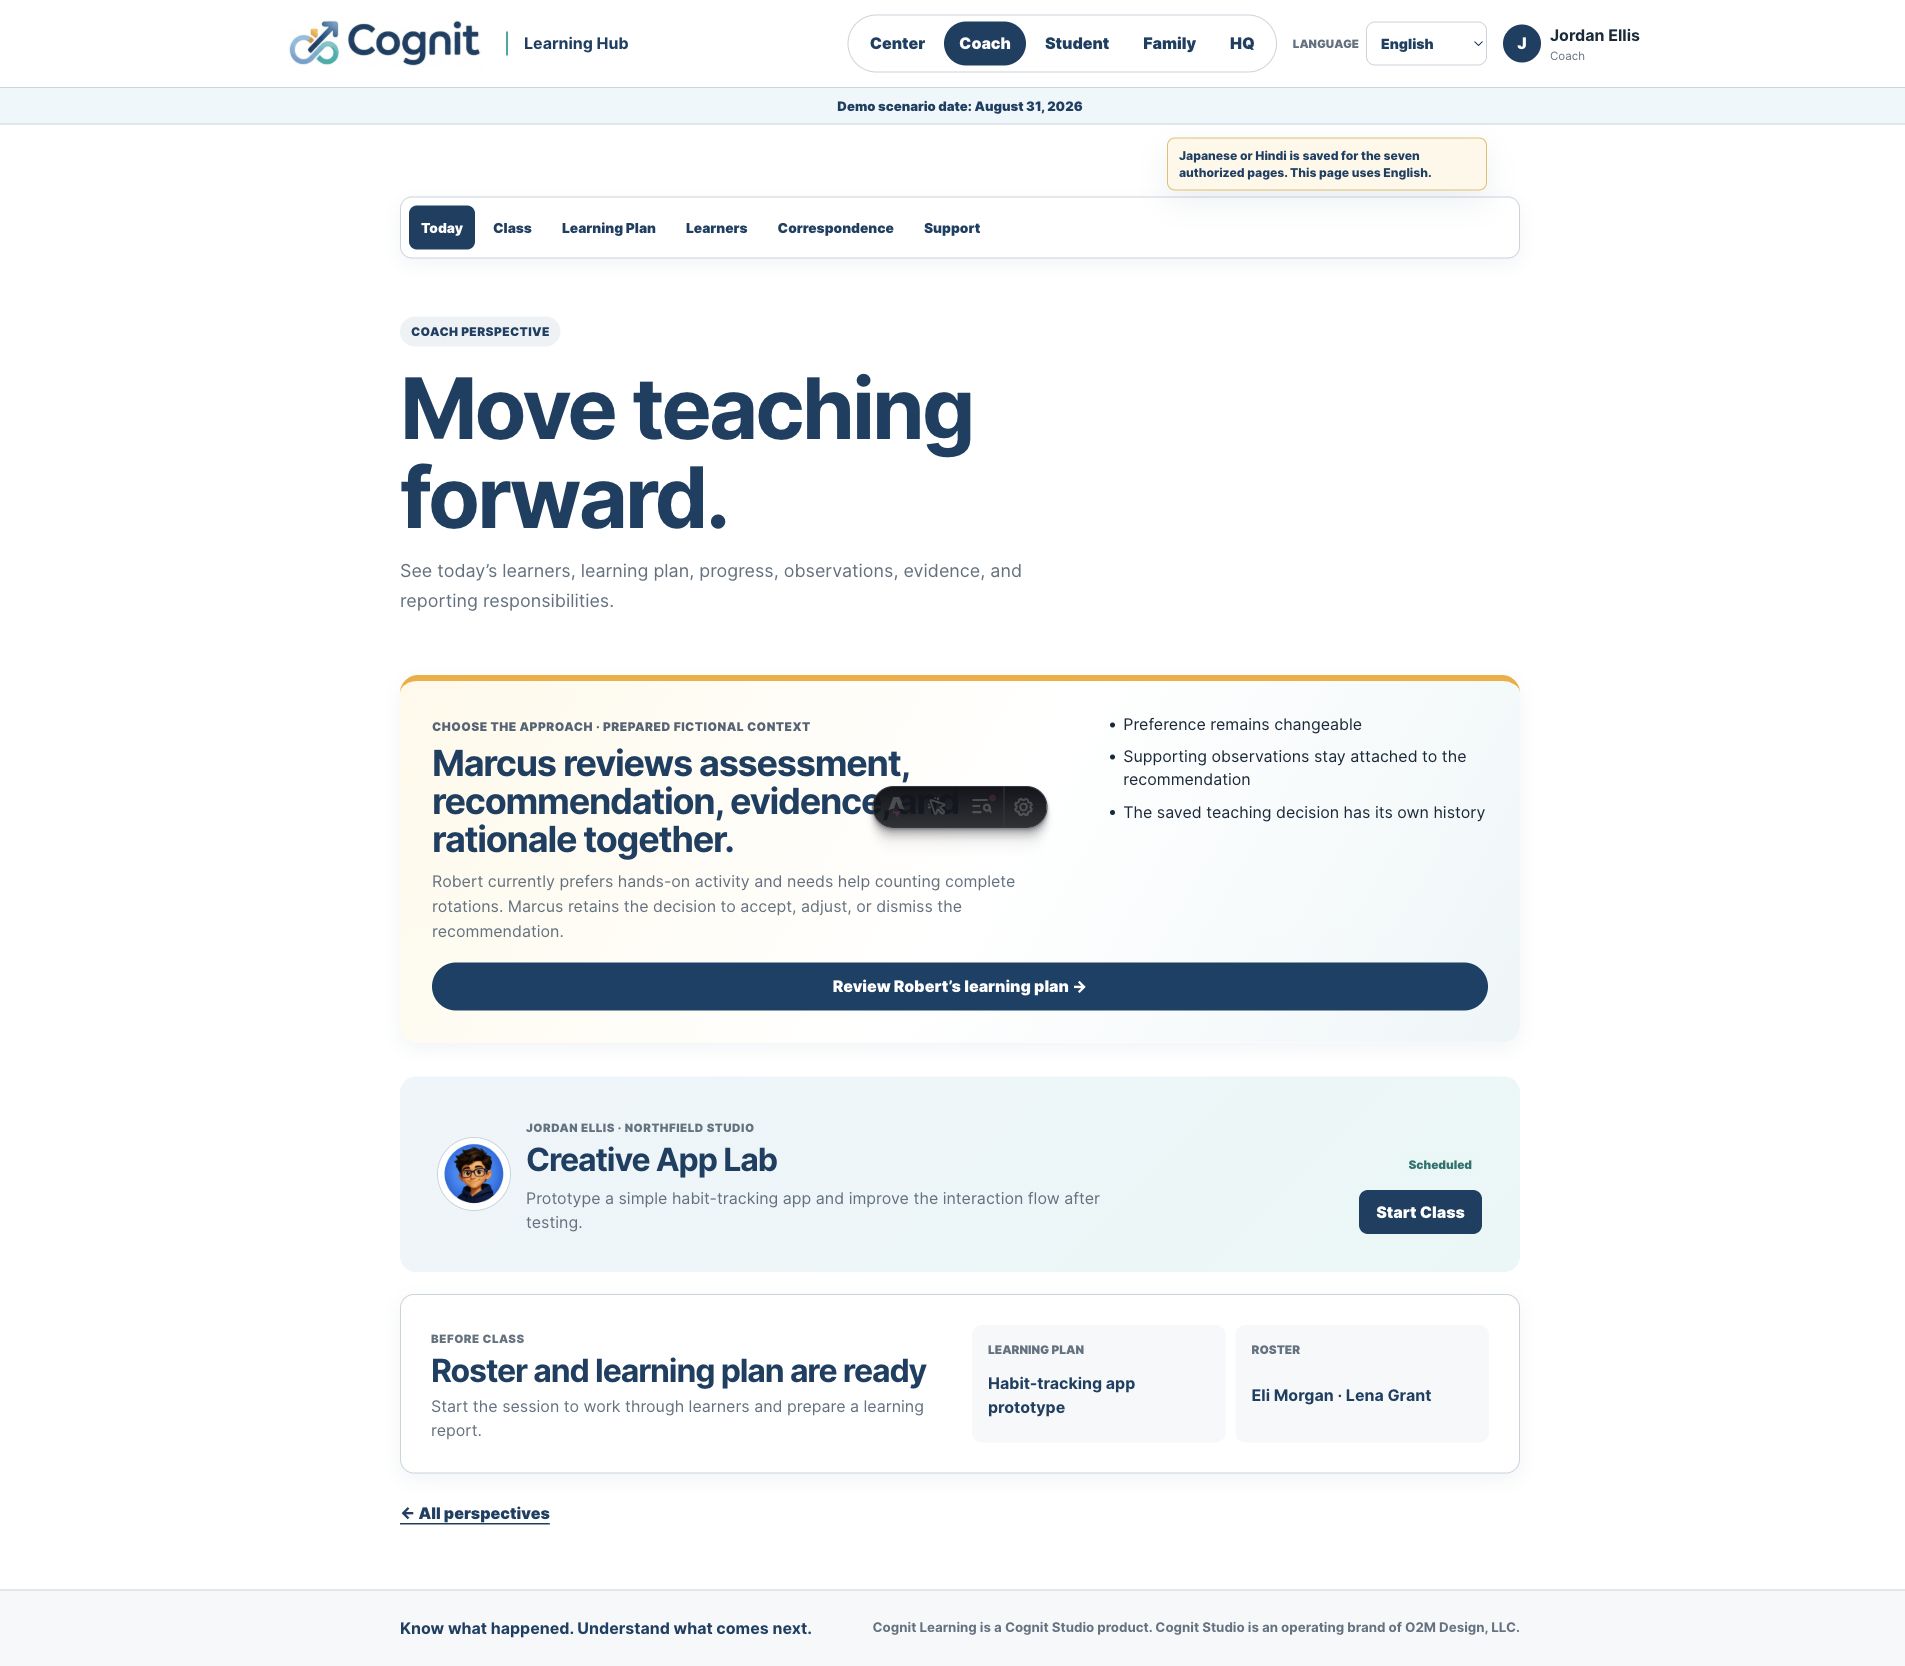 Cognit
Learning Hub
Center
Coach
Student
Family
HQ
LANGUAGE
English
J
Jordan Ellis
Coach
Demo scenario date: August 31, 2026
Japanese or Hindi is saved for the seven
authorized pages. This page uses English.
Today
Class
Learning Plan
Learners
Correspondence
Support
COACH PERSPECTIVE
Move teaching
forward.
See today’s learners, learning plan, progress, observations, evidence, and
reporting responsibilities.
CHOOSE THE APPROACH · PREPARED FICTIONAL CONTEXT
Marcus reviews assessment,
recommendation, evidence, and
rationale together.
Robert currently prefers hands-on activity and needs help counting complete
rotations. Marcus retains the decision to accept, adjust, or dismiss the
recommendation.
• Preference remains changeable
• Supporting observations stay attached to the
recommendation
• The saved teaching decision has its own history
Review Robert’s learning plan →
JORDAN ELLIS · NORTHFIELD STUDIO
Creative App Lab
Prototype a simple habit-tracking app and improve the interaction flow after
testing.
Scheduled
Start Class
BEFORE CLASS
Roster and learning plan are ready
Start the session to work through learners and prepare a learning
report.
LEARNING PLAN
Habit-tracking app
prototype
ROSTER
Eli Morgan · Lena Grant
← All perspectives
Know what happened. Understand what comes next.
Cognit Learning is a Cognit Studio product. Cognit Studio is an operating brand of O2M Design, LLC.